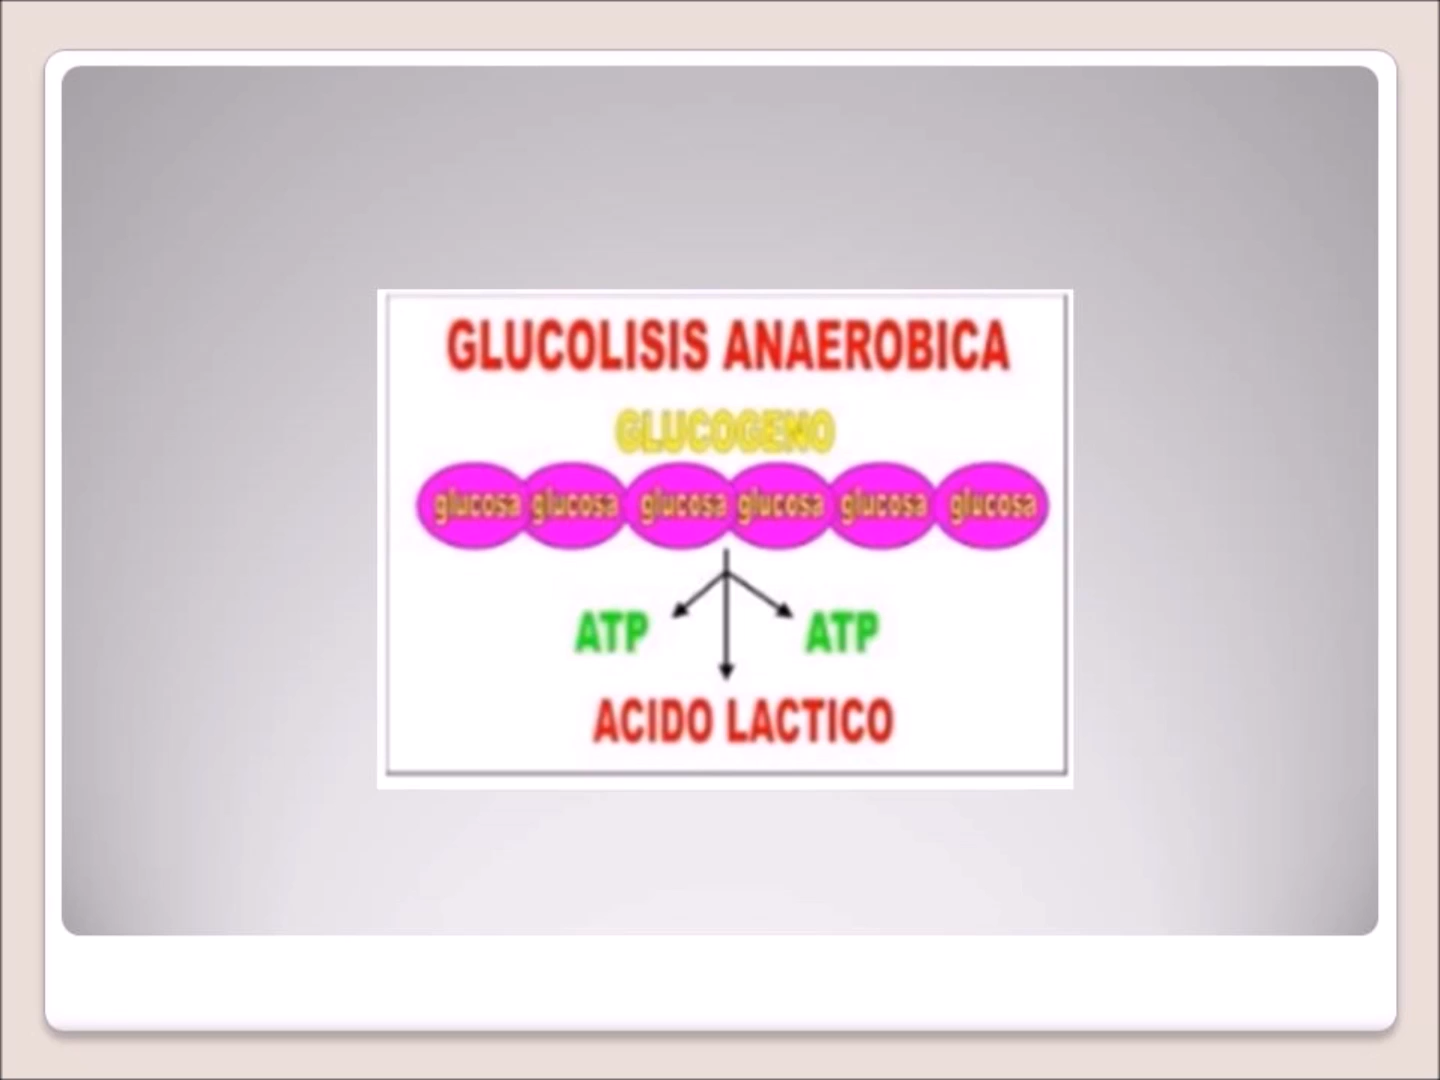 GLUCOLISIS ANAEROBICA
GLUCOGENO
glucosa glucosa glucosa glucosa glucosa glucosa
ATP ATP
ACIDO LACTICO